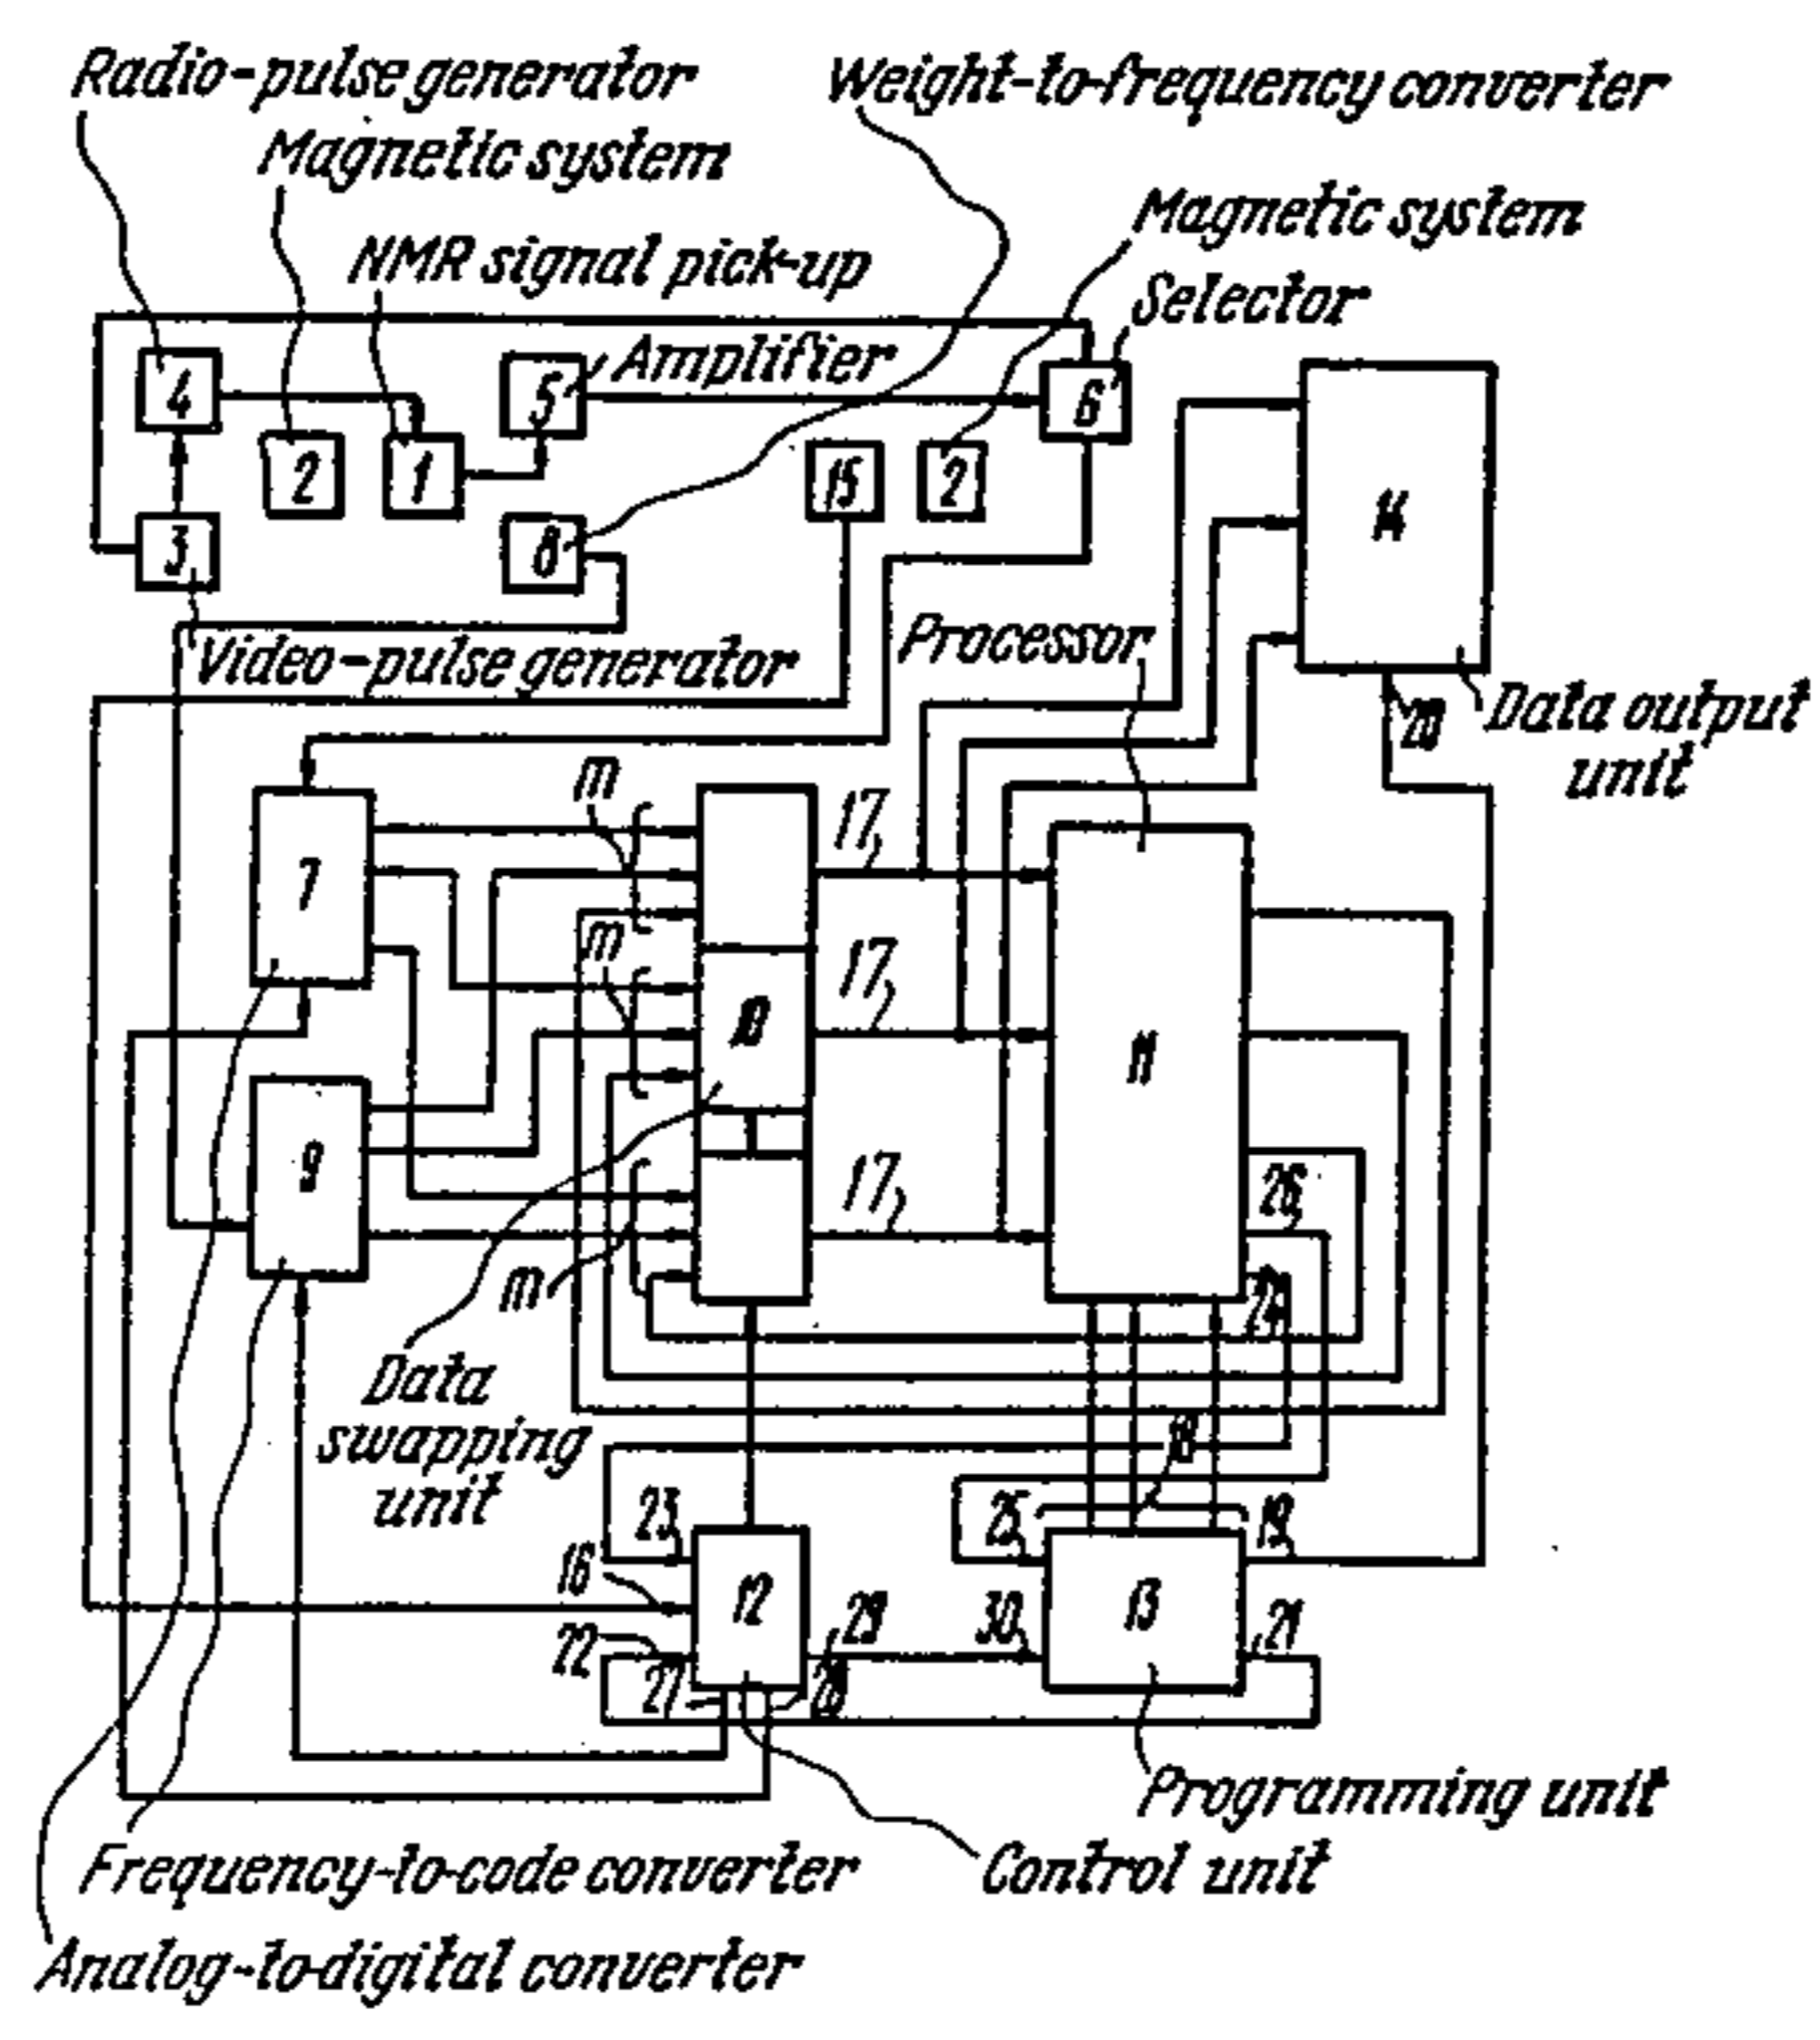 Radio-pulse generator
Weight-to-frequency converter
Magnetic system
Magnetic system
NMR signal pick-up
Selector
Amplifier
4
5
6
2
1
15
2
14
3
8
Processor
Video-pulse generator
20
Data output
unit
m
17
7
m
17
10
11
9
17
26
m
24
Data
swapping
unit
18
23
25
19
16
12
13
29
30
21
22
27
28
Programming unit
Frequency-to-code converter
Control unit
Analog-to-digital converter